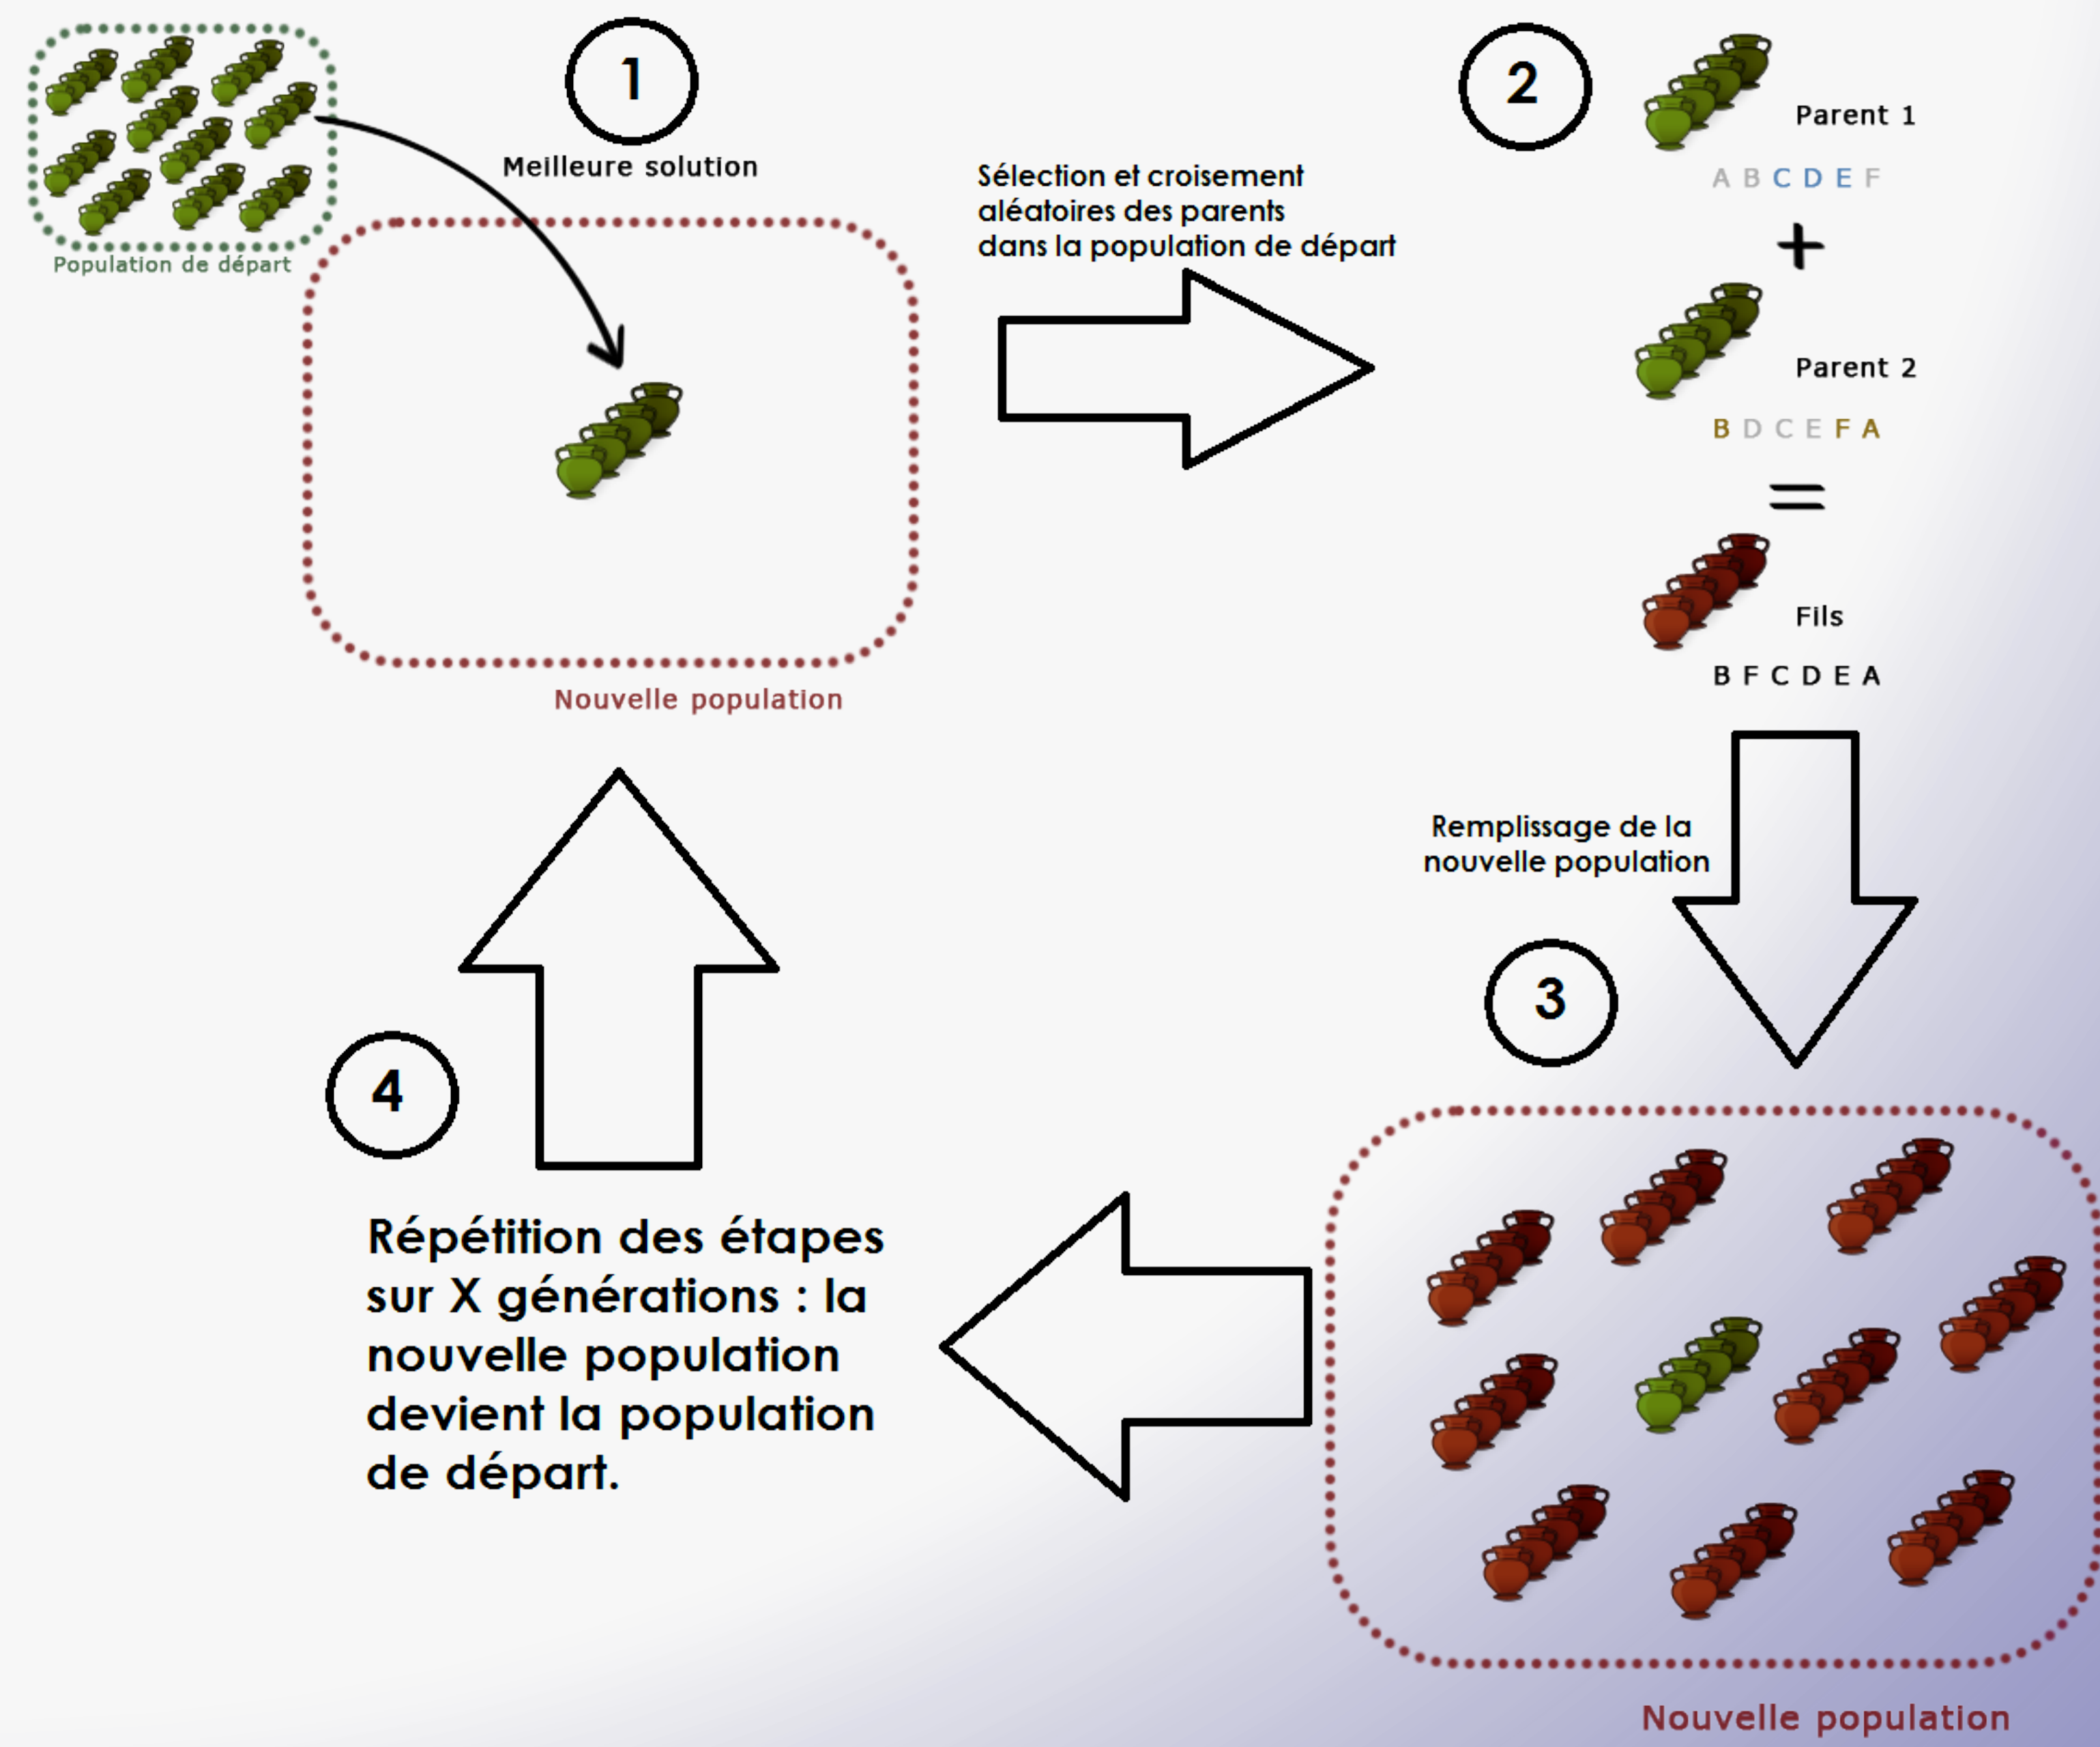 1
Meilleure solution
Population de départ
Nouvelle population
Sélection et croisement
aléatoires des parents
dans la population de départ
2
Parent 1
A B C D E F
+
Parent 2
B D C E F A
=
Fils
B F C D E A
Remplissage de la
nouvelle population
3
Nouvelle population
4
Répétition des étapes
sur X générations : la
nouvelle population
devient la population
de départ.